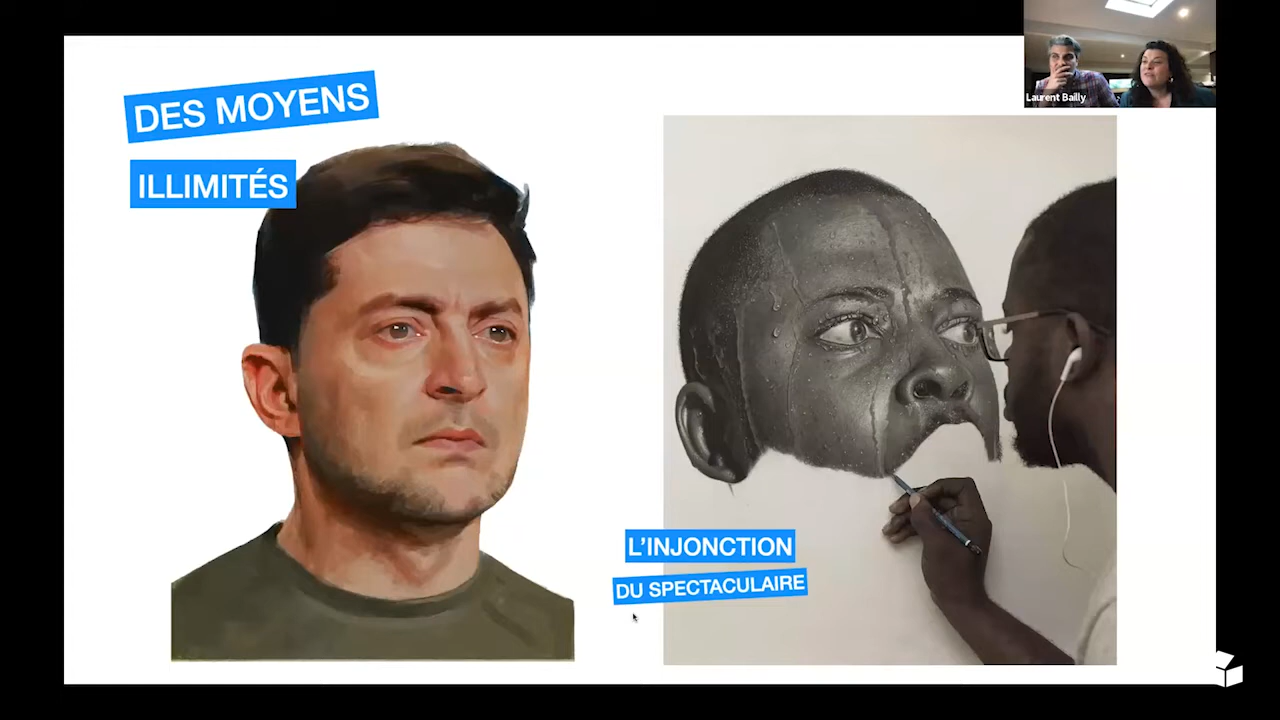 DES MOYENS
ILLIMITÉS
Laurent Bailly
L'INJONCTION
DU SPECTACULAIRE